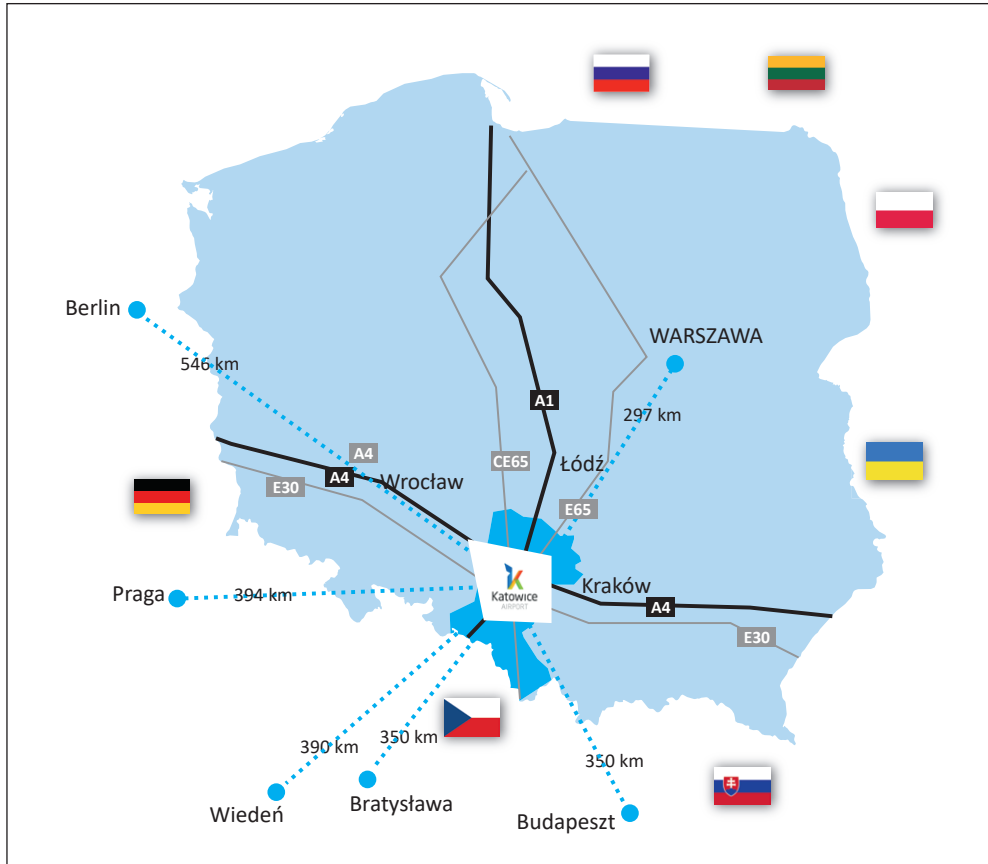 Berlin
WARSZAWA
546 km
A1
297 km
A4
CE65
Łódź
A4
Wrocław
E30
E65
Katowice
AIRPORT
Kraków
Praga
394 km
A4
E30
390 km
350 km
350 km
Wiedeń
Bratysława
Budapeszt